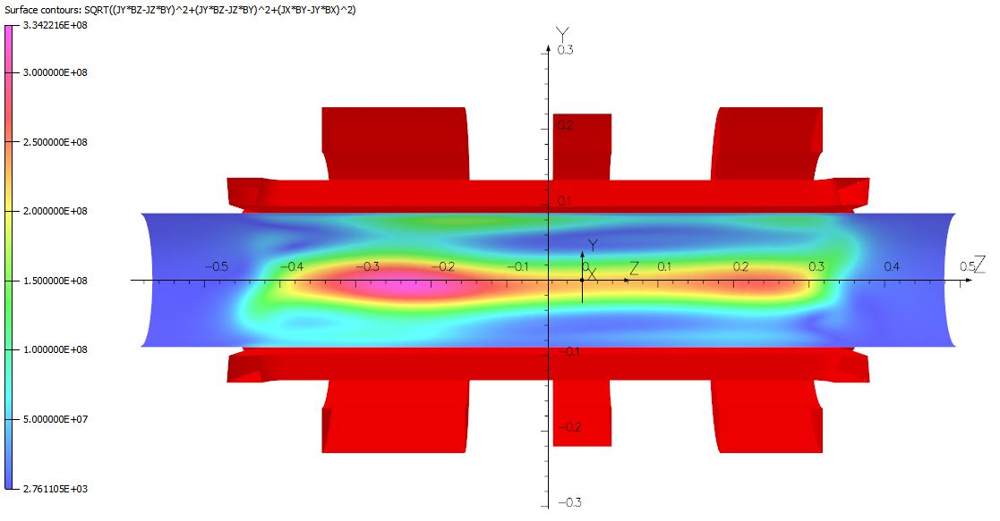 Surface contours: SQRT((JY*BZ-JZ*BY)^2+(JY*BZ-JZ*BY)^2+(JX*BY-JY*BX)^2)
3.342216E+08
3.000000E+08
2.500000E+08
2.000000E+08
1.500000E+08
1.000000E+08
5.000000E+07
2.761105E+03
Y
0.3
0.2
0.1
Y
-0.5 -0.4 -0.3 -0.2 -0.1 0. Z 0.1 0.2 0.3 0.4 0.5 Z
X
-0.1
-0.2
-0.3